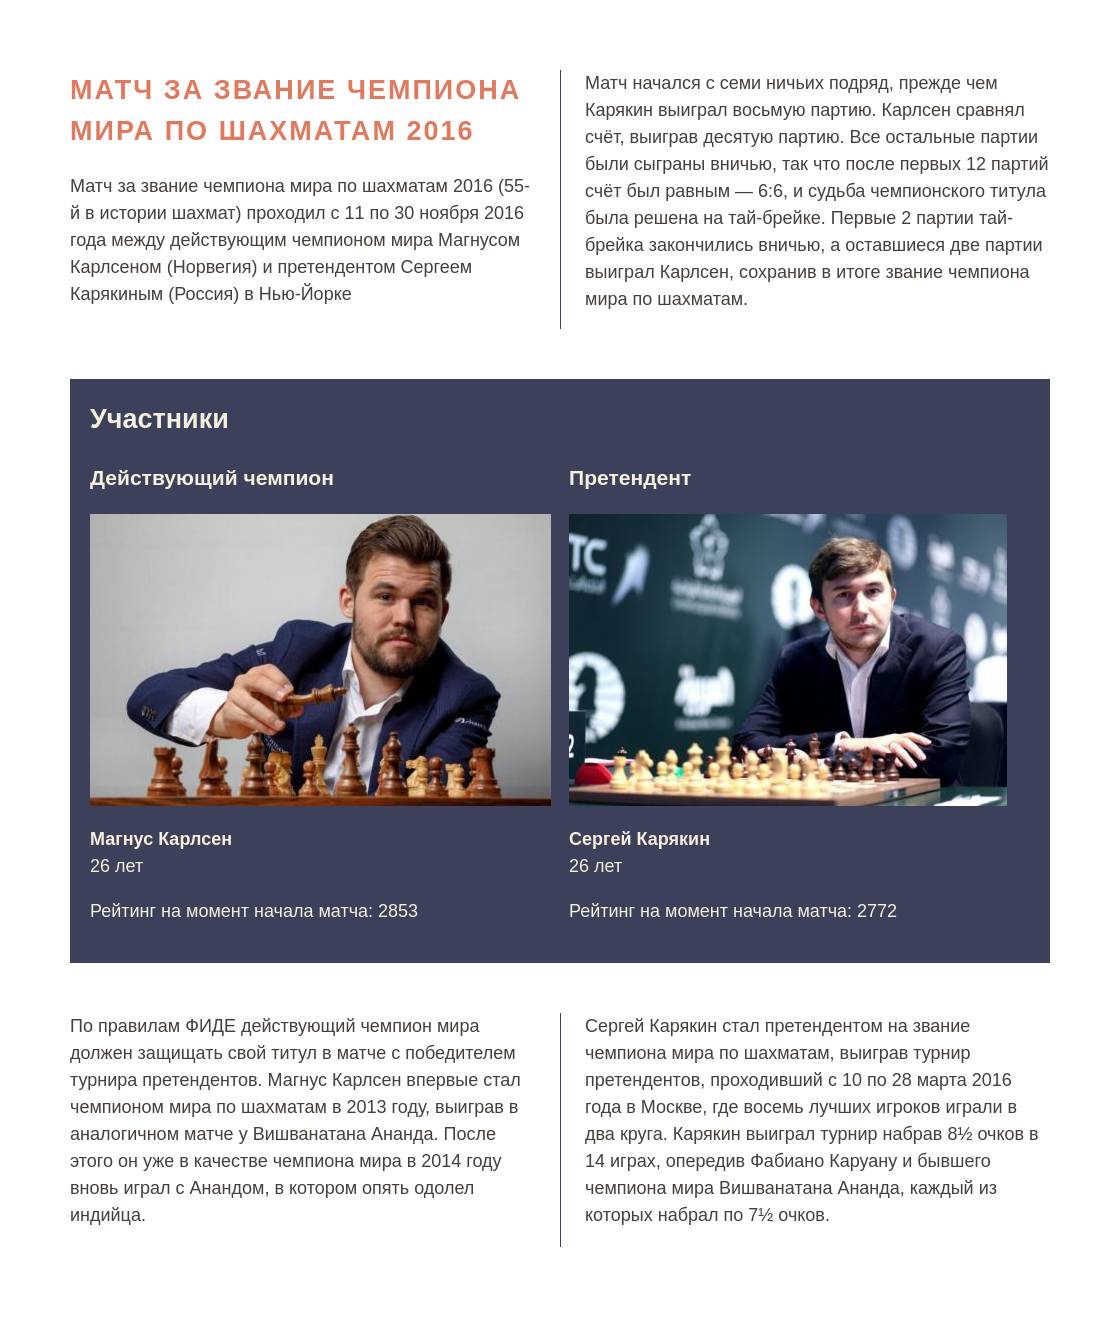 МАТЧ ЗА ЗВАНИЕ ЧЕМПИОНА
МИРА ПО ШАХМАТАМ 2016
Матч за звание чемпиона мира по шахматам 2016 (55-
й в истории шахмат) проходил с 11 по 30 ноября 2016
года между действующим чемпионом мира Магнусом
Карлсеном (Норвегия) и претендентом Сергеем
Карякиным (Россия) в Нью-Йорке
Матч начался с семи ничьих подряд, прежде чем
Карякин выиграл восьмую партию. Карлсен сравнял
счёт, выиграв десятую партию. Все остальные партии
были сыграны вничью, так что после первых 12 партий
счёт был равным — 6:6, и судьба чемпионского титула
была решена на тай-брейке. Первые 2 партии тай-
брейка закончились вничью, а оставшиеся две партии
выиграл Карлсен, сохранив в итоге звание чемпиона
мира по шахматам.
Участники
Действующий чемпион
Магнус Карлсен
26 лет
Рейтинг на момент начала матча: 2853
Претендент
Сергей Карякин
26 лет
Рейтинг на момент начала матча: 2772
По правилам ФИДЕ действующий чемпион мира
должен защищать свой титул в матче с победителем
турнира претендентов. Магнус Карлсен впервые стал
чемпионом мира по шахматам в 2013 году, выиграв в
аналогичном матче у Вишванатана Ананда. После
этого он уже в качестве чемпиона мира в 2014 году
вновь играл с Анандом, в котором опять одолел
индийца.
Сергей Карякин стал претендентом на звание
чемпиона мира по шахматам, выиграв турнир
претендентов, проходивший с 10 по 28 марта 2016
года в Москве, где восемь лучших игроков играли в
два круга. Карякин выиграл турнир набрав 8½ очков в
14 играх, опередив Фабиано Каруану и бывшего
чемпиона мира Вишванатана Ананда, каждый из
которых набрал по 7½ очков.